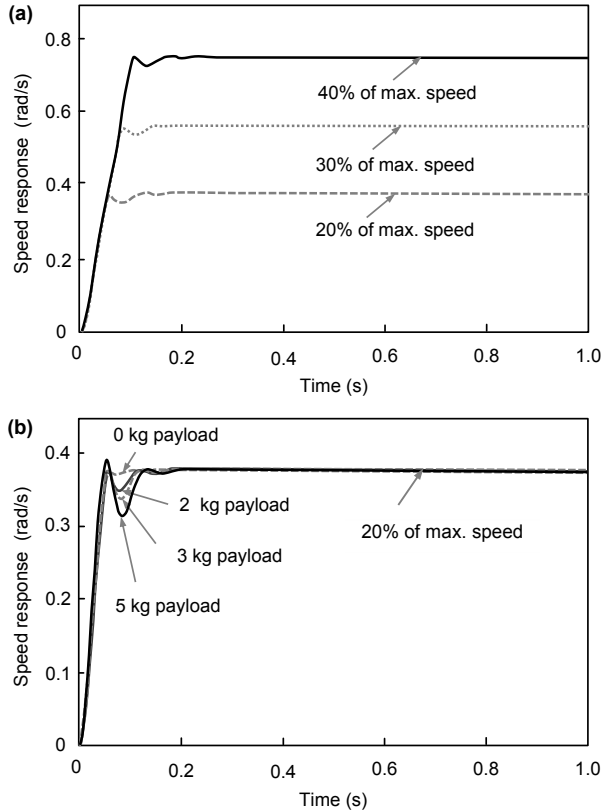 (a)
0.8
0.6
0.4
0.2
0
Speed response (rad/s)
40% of max. speed
30% of max. speed
20% of max. speed
0
0.2
0.4
0.6
0.8
1.0
Time (s)
(b)
0.4
0.3
0.2
0.1
0
Speed response (rad/s)
0 kg payload
2 kg payload
3 kg payload
5 kg payload
20% of max. speed
0
0.2
0.4
0.6
0.8
1.0
Time (s)